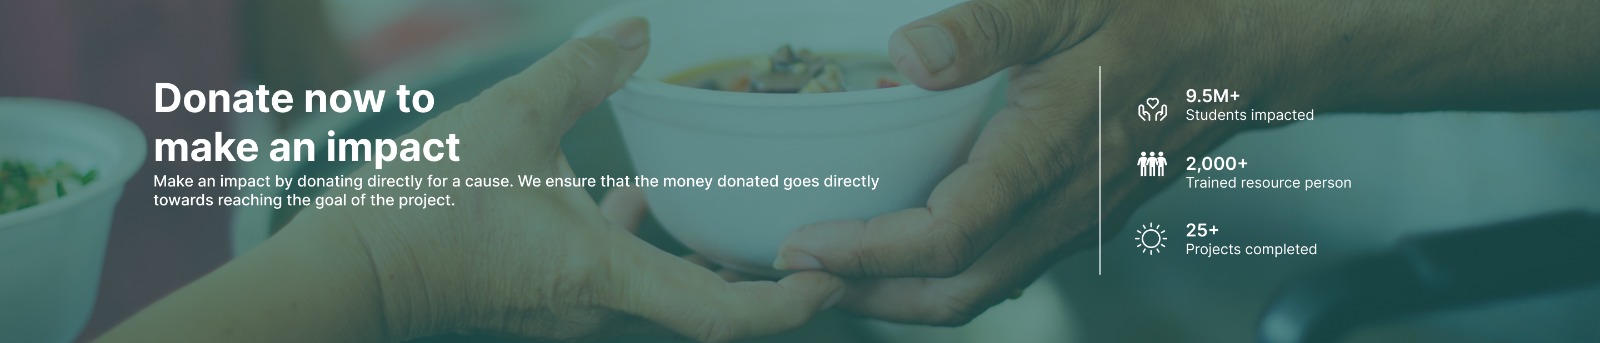 Donate now to
make an impact
Make an impact by donating directly for a cause. We ensure that the money donated goes directly
towards reaching the goal of the project.
9.5M+
Students impacted
2,000+
Trained resource person
25+
Projects completed